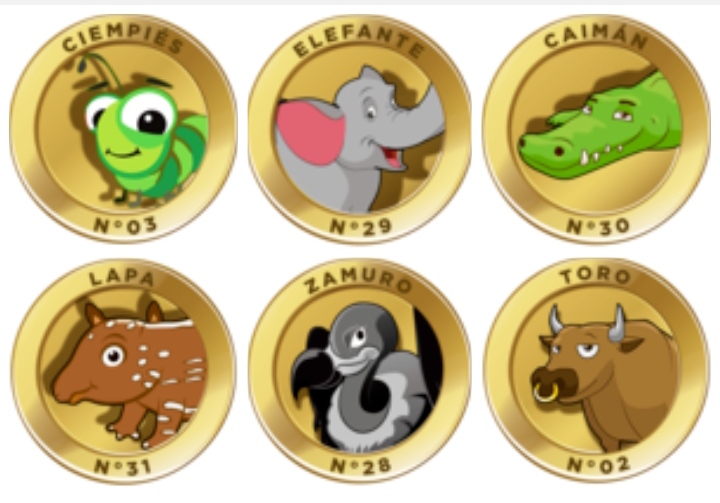 CIEMPIÉS
N°03
ELEFANTE
N°29
CAIMÁN
N°30
LAPA
N°31
ZAMURO
N°28
TORO
N°02